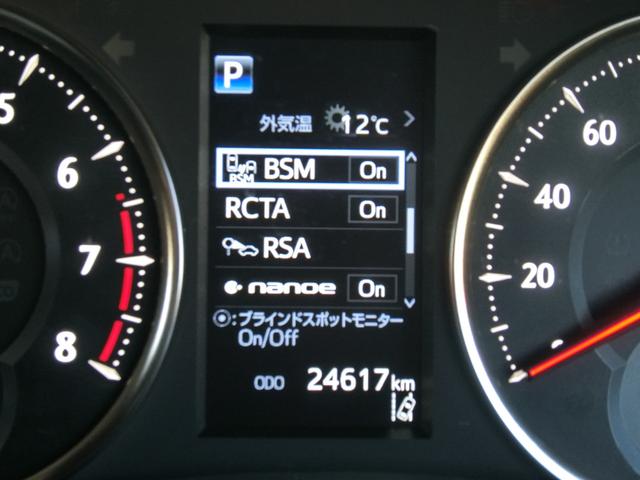 P
外気温 12℃
BSM BSM On
RCTA On
RSA
nanoe On
:ブラインドスポットモニター
On/Off
ODO 24617km
5
6
7
8
60
40
20